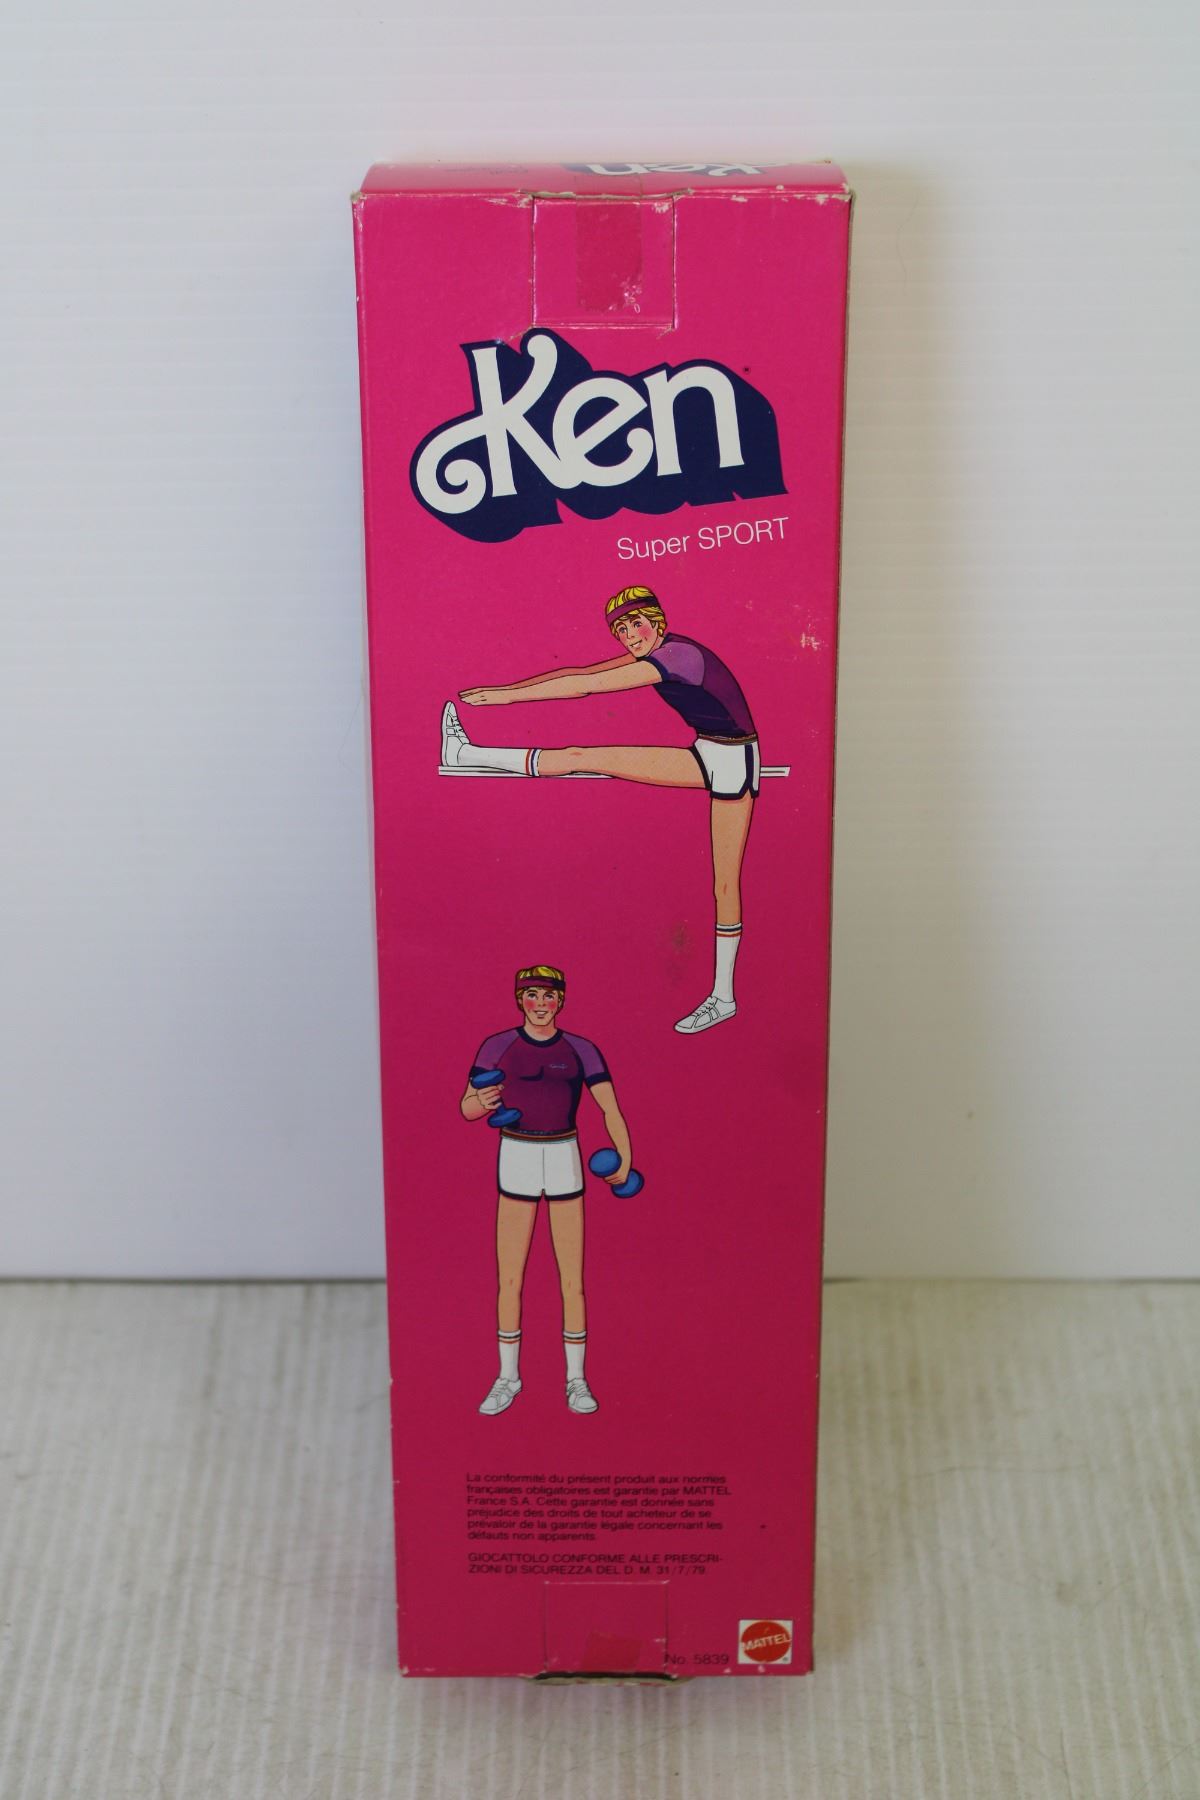 Ken
Ken
Super SPORT
La conformité du présent produit aux normes
françaises obligatoires est garantie par MATTEL
France S.A. Cette garantie est donnée sans
préjudice des droits de tout acheteur de se
prévaloir de la garantie légale concernant les
défauts non apparents.
GIOCATTOLO CONFORME ALLE PRESCRI-
ZIONI DI SICUREZZA DEL D. M. 31/7/79.
No. 5839
MATTEL